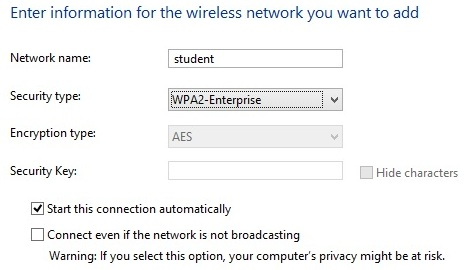 Enter information for the wireless network you want to add
Network name: student
Security type: WPA2-Enterprise
Encryption type: AES
Security Key: Hide characters
Start this connection automatically
Connect even if the network is not broadcasting
Warning: If you select this option, your computer's privacy might be at risk.